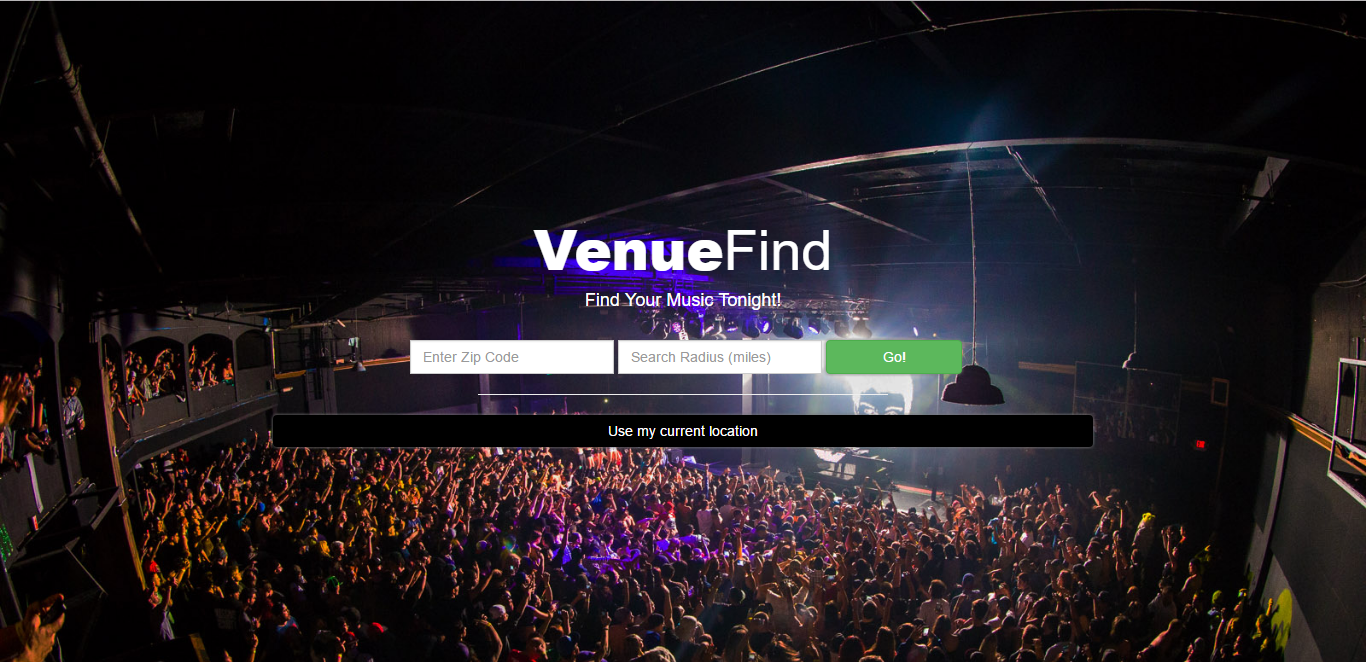 VenueFind
Find Your Music Tonight!
Enter Zip Code
Search Radius (miles)
Go!
Use my current location